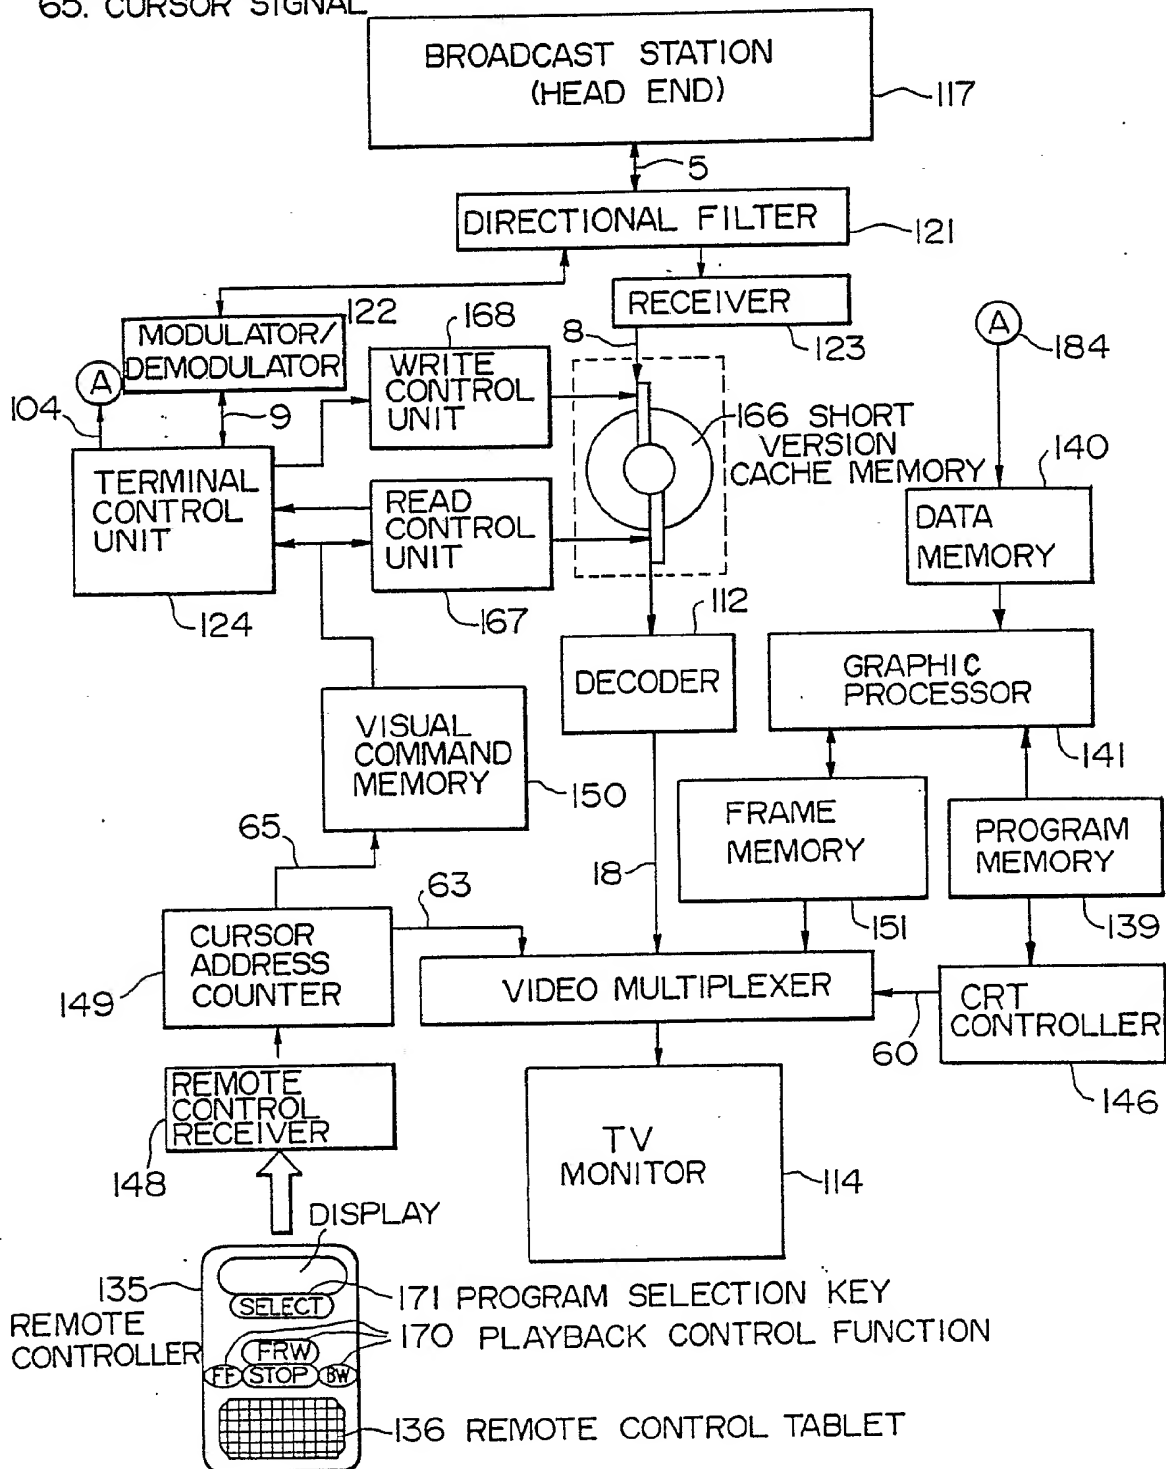 65. CURSOR SIGNAL
BROADCAST STATION
(HEAD END)
117
5
DIRECTIONAL FILTER
121
RECEIVER
123
8
122
MODULATOR/
DEMODULATOR
A
104
9
168
WRITE
CONTROL
UNIT
166 SHORT
VERSION
CACHE MEMORY
A
184
TERMINAL
CONTROL
UNIT
124
READ
CONTROL
UNIT
167
140
DATA
MEMORY
112
DECODER
GRAPHIC
PROCESSOR
141
VISUAL
COMMAND
MEMORY
150
FRAME
MEMORY
151
PROGRAM
MEMORY
139
65
63
18
CURSOR
ADDRESS
COUNTER
149
VIDEO MULTIPLEXER
60
CRT
CONTROLLER
146
REMOTE
CONTROL
RECEIVER
148
TV
MONITOR
114
DISPLAY
135
REMOTE
CONTROLLER
SELECT
171 PROGRAM SELECTION KEY
FRW
170 PLAYBACK CONTROL FUNCTION
FF STOP BW
136 REMOTE CONTROL TABLET